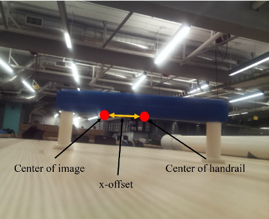 Center of image
Center of handrail
x-offset